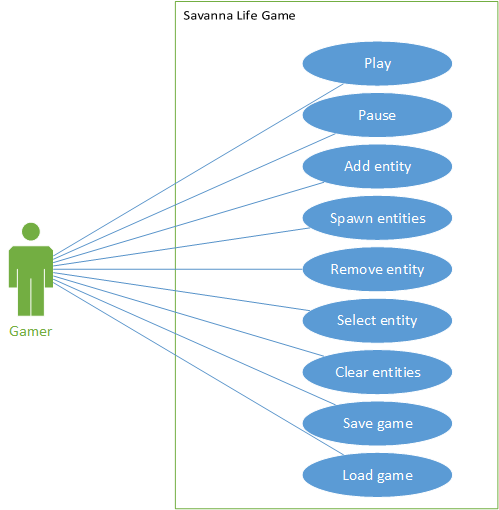 Savanna Life Game
Play
Pause
Add entity
Spawn entities
Remove entity
Select entity
Clear entities
Save game
Load game
Gamer